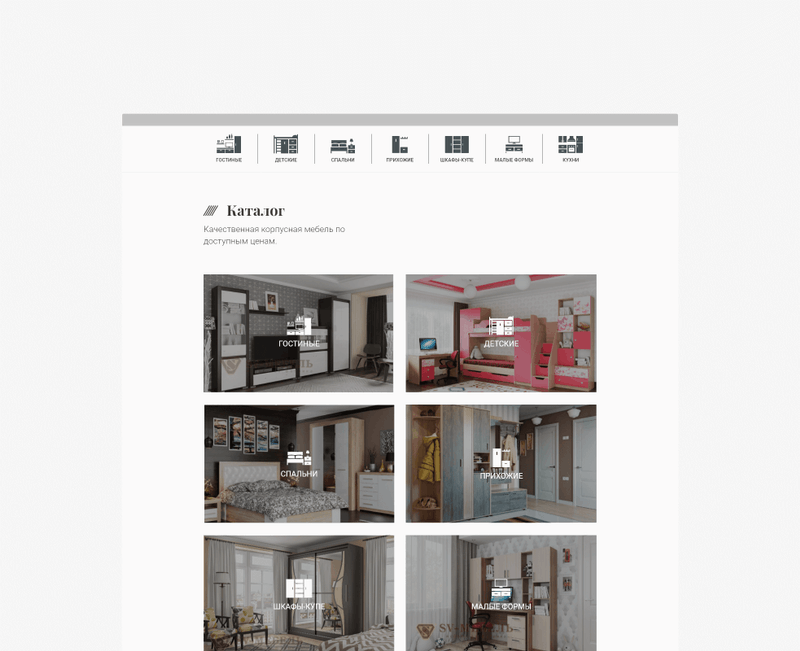 ГОСТИНЫЕ
ДЕТСКИЕ
СПАЛЬНИ
ПРИХОЖИЕ
ШКАФЫ-КУПЕ
МАЛЫЕ ФОРМЫ
КУХНИ
Каталог
Качественная корпусная мебель по
доступным ценам.
ГОСТИНЫЕ
ДЕТСКИЕ
СПАЛЬНИ
ПРИХОЖИЕ
ШКАФЫ-КУПЕ
МАЛЫЕ ФОРМЫ